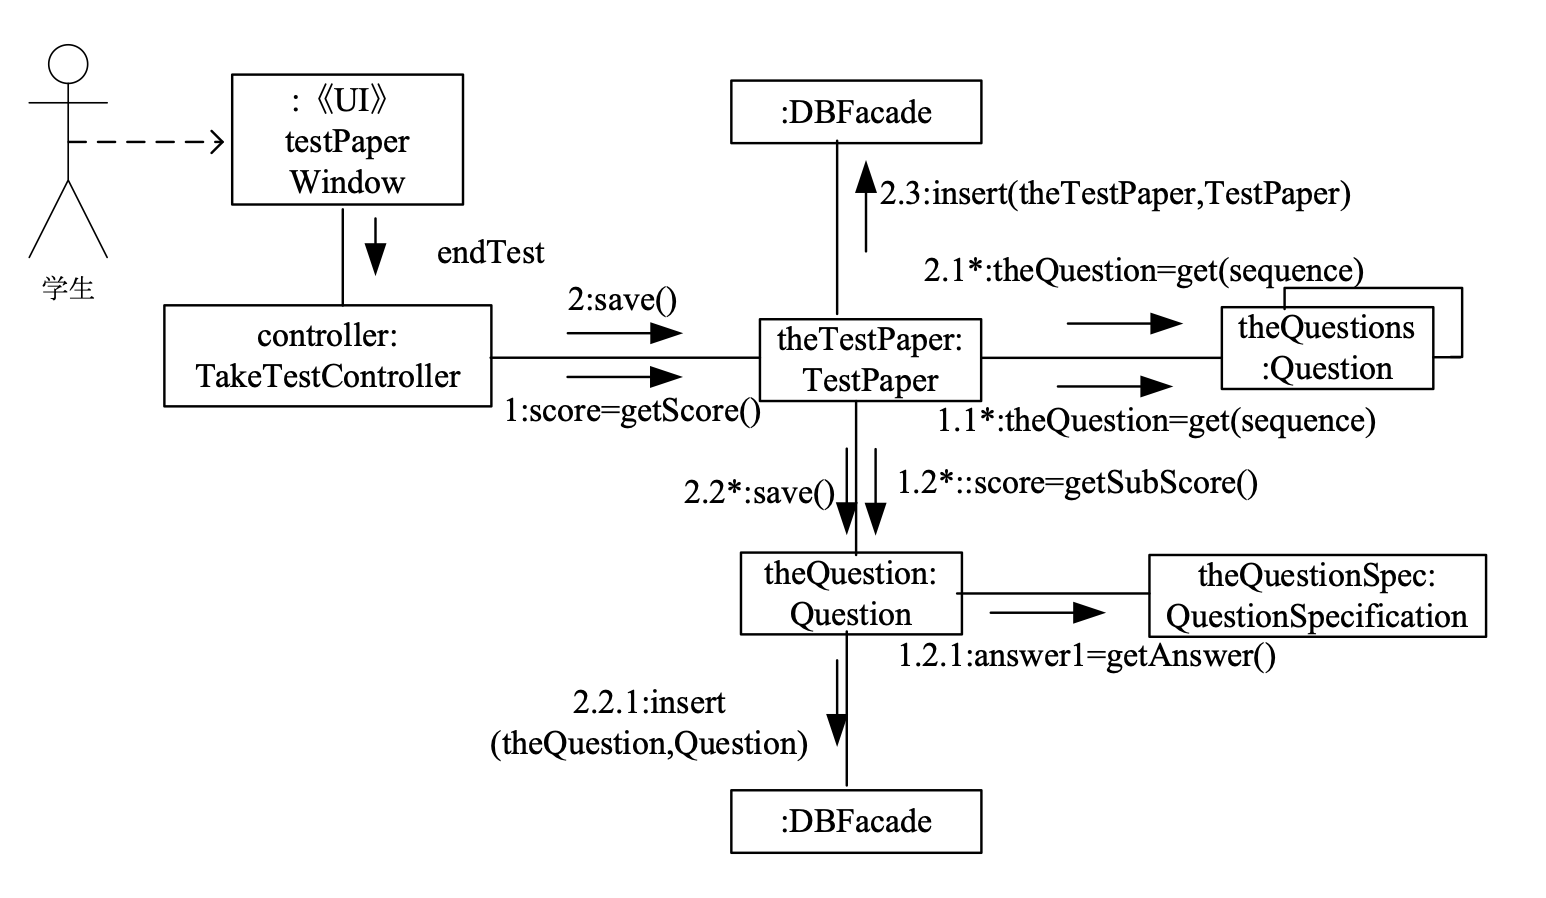 :《UI》
testPaper
Window
:DBFacade
2.3:insert(theTestPaper,TestPaper)
endTest
2.1*:theQuestion=get(sequence)
学生
2:save()
controller:
TakeTestController
theTestPaper:
TestPaper
theQuestions
:Question
1:score=getScore()
1.1*:theQuestion=get(sequence)
2.2*:save()
1.2*::score=getSubScore()
theQuestion:
Question
theQuestionSpec:
QuestionSpecification
1.2.1:answer1=getAnswer()
2.2.1:insert
(theQuestion,Question)
:DBFacade